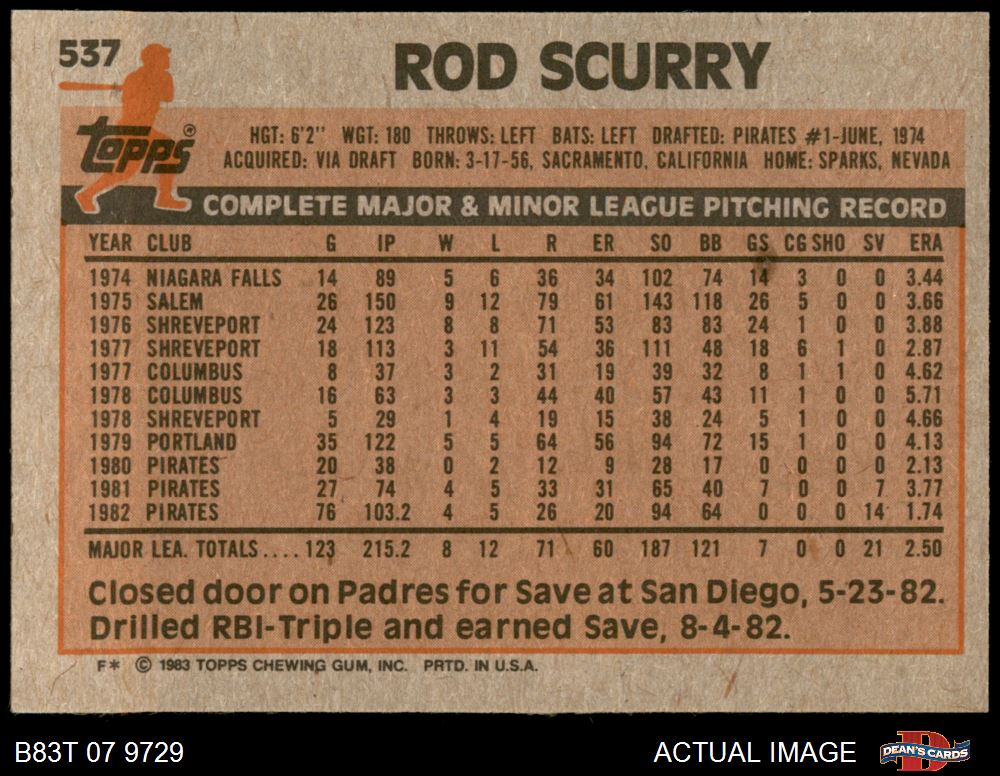 537
ROD SCURRY
Topps®
HGT: 6'2" WGT: 180 THROWS: LEFT BATS: LEFT DRAFTED: PIRATES #1-JUNE, 1974
ACQUIRED: VIA DRAFT BORN: 3-17-56, SACRAMENTO, CALIFORNIA HOME: SPARKS, NEVADA
COMPLETE MAJOR & MINOR LEAGUE PITCHING RECORD
YEAR CLUB G IP W L R ER SO BB GS CG SHO SV ERA
1974 NIAGARA FALLS 14 89 5 6 36 34 102 74 14 3 0 0 3.44
1975 SALEM 26 150 9 12 79 61 143 118 26 5 0 0 3.66
1976 SHREVEPORT 24 123 8 8 71 53 83 83 24 1 0 0 3.88
1977 SHREVEPORT 18 113 3 11 54 36 111 48 18 6 1 0 2.87
1977 COLUMBUS 8 37 3 2 31 19 39 32 8 1 1 0 4.62
1978 COLUMBUS 16 63 3 3 44 40 57 43 11 1 0 0 5.71
1978 SHREVEPORT 5 29 1 4 19 15 38 24 5 1 0 0 4.66
1979 PORTLAND 35 122 5 5 64 56 94 72 15 1 0 0 4.13
1980 PIRATES 20 38 0 2 12 9 28 17 0 0 0 0 2.13
1981 PIRATES 27 74 4 5 33 31 65 40 7 0 0 7 3.77
1982 PIRATES 76 103.2 4 5 26 20 94 64 0 0 0 14 1.74
MAJOR LEA. TOTALS.... 123 215.2 8 12 71 60 187 121 7 0 0 21 2.50
Closed door on Padres for Save at San Diego, 5-23-82.
Drilled RBI-Triple and earned Save, 8-4-82.
F* © 1983 TOPPS CHEWING GUM, INC. PRTD. IN U.S.A.
B83T 07 9729 ACTUAL IMAGE DEAN'S CARDS